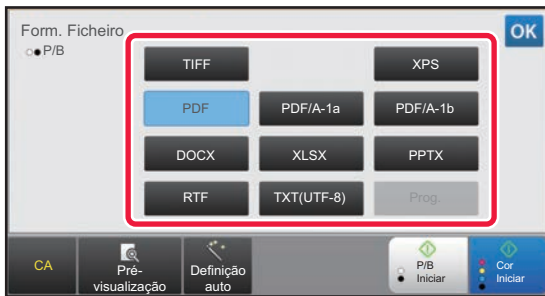 Form. Ficheiro
P/B
OK
TIFF
XPS
PDF
PDF/A-1a
PDF/A-1b
DOCX
XLSX
PPTX
RTF
TXT(UTF-8)
Prog.
CA
Pré-
visualização
Definição
auto
P/B
Iniciar
Cor
Iniciar